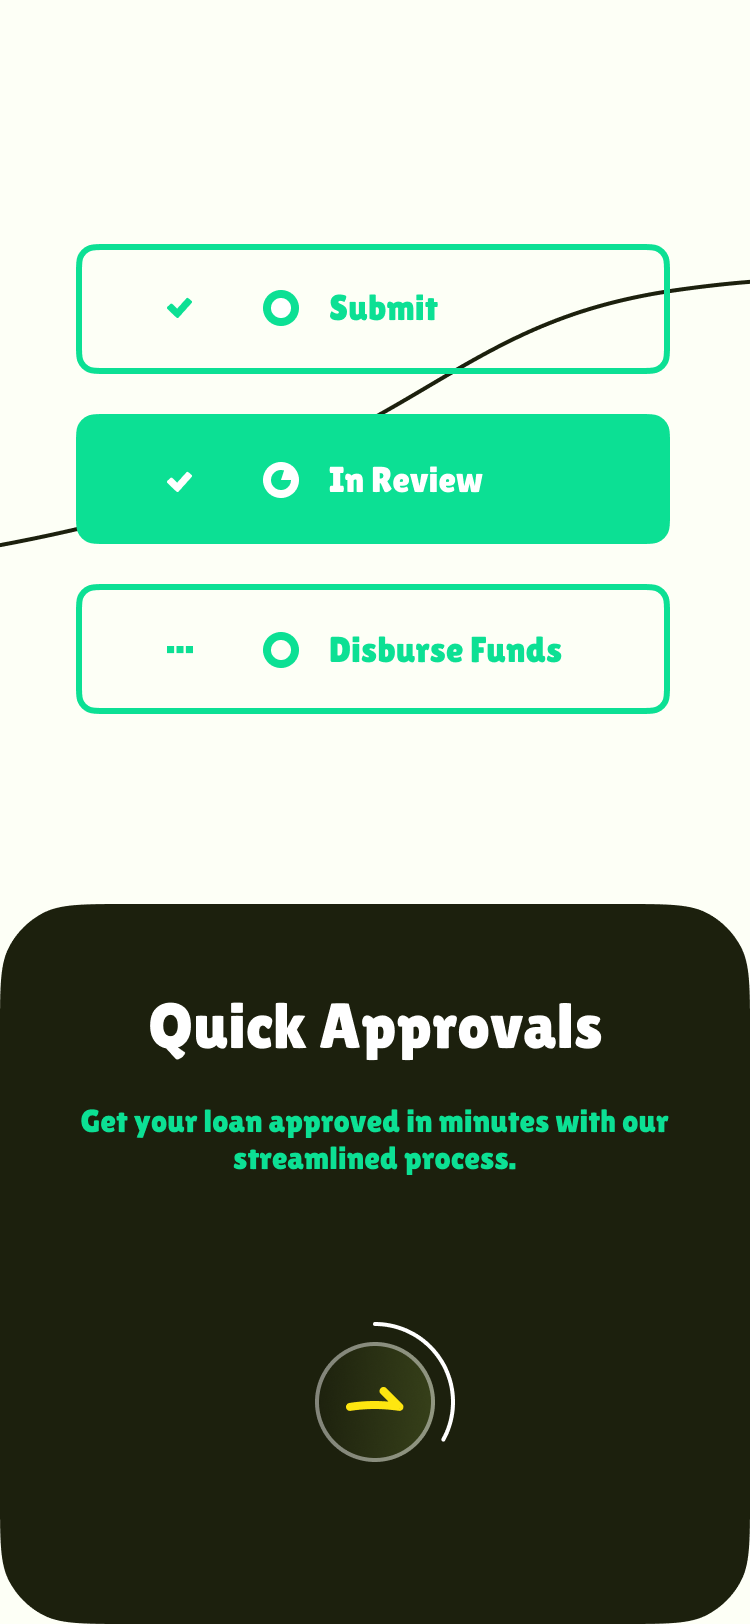 Submit
In Review
Disburse Funds
Quick Approvals
Get your loan approved in minutes with our
streamlined process.